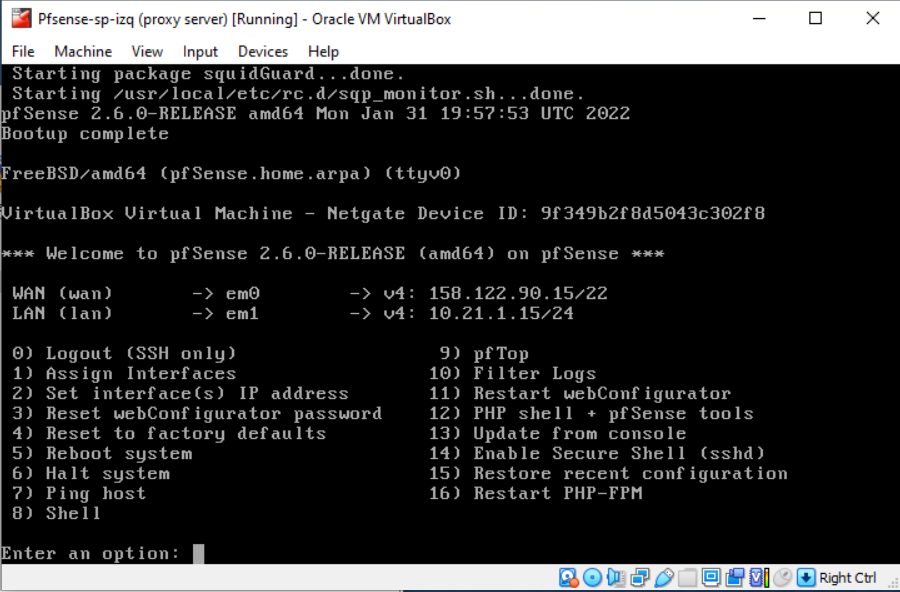 Pfsense-sp-izq (proxy server) [Running] - Oracle VM VirtualBox
File Machine View Input Devices Help
Starting package squidGuard...done.
Starting /usr/local/etc/rc.d/sqp_monitor.sh...done.
pfSense 2.6.0-RELEASE amd64 Mon Jan 31 19:57:53 UTC 2022
Bootup complete
FreeBSD/amd64 (pfSense.home.arpa) (ttyv0)
VirtualBox Virtual Machine - Netgate Device ID: 9f349b2f8d5043c302f8
*** Welcome to pfSense 2.6.0-RELEASE (amd64) on pfSense ***
WAN (wan) -> em0 -> v4: 158.122.90.15/22
LAN (lan) -> em1 -> v4: 10.21.1.15/24
0) Logout (SSH only) 9) pfTop
1) Assign Interfaces 10) Filter Logs
2) Set interface(s) IP address 11) Restart webConfigurator
3) Reset webConfigurator password 12) PHP shell + pfSense tools
4) Reset to factory defaults 13) Update from console
5) Reboot system 14) Enable Secure Shell (sshd)
6) Halt system 15) Restore recent configuration
7) Ping host 16) Restart PHP-FPM
8) Shell
Enter an option:
Right Ctrl